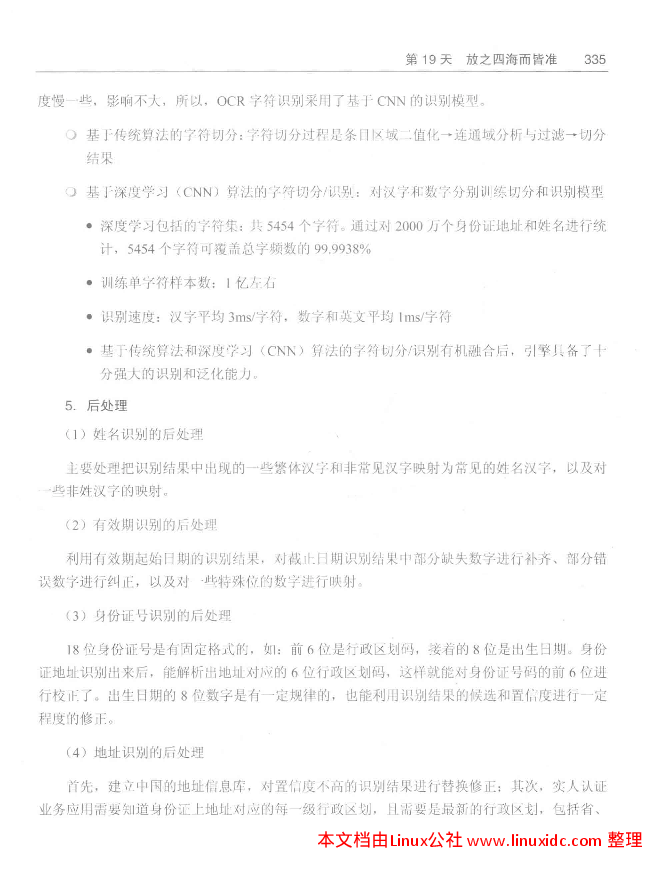 第 19 天　放之四海而皆准　335
度慢一些，影响不大，所以，OCR 字符识别采用了基于 CNN 的识别模型。
❍ 基于传统算法的字符切分：字符切分过程是条目区域二值化→连通域分析与过滤→切分
结果
❍ 基于深度学习（CNN）算法的字符切分/识别：对汉字和数字分别训练切分和识别模型
• 深度学习包括的字符集：共 5454 个字符。通过对 2000 万个身份证地址和姓名进行统
计，5454 个字符可覆盖总字频数的 99.9938%
• 训练单字符样本数：1 亿左右
• 识别速度：汉字平均 3ms/字符，数字和英文平均 1ms/字符
• 基于传统算法和深度学习（CNN）算法的字符切分/识别有机融合后，引擎具备了十
分强大的识别和泛化能力。
5. 后处理
（1）姓名识别的后处理
主要处理把识别结果中出现的一些繁体汉字和非常见汉字映射为常见的姓名汉字，以及对
一些非姓汉字的映射。
（2）有效期识别的后处理
利用有效期起始日期的识别结果，对截止日期识别结果中部分缺失数字进行补齐、部分错
误数字进行纠正，以及对一些特殊位的数字进行映射。
（3）身份证号识别的后处理
18 位身份证号是有固定格式的，如：前 6 位是行政区划码，接着的 8 位是出生日期。身份
证地址识别出来后，能解析出地址对应的 6 位行政区划码，这样就能对身份证号码的前 6 位进
行校正了。出生日期的 8 位数字是有一定规律的，也能利用识别结果的候选和置信度进行一定
程度的修正。
（4）地址识别的后处理
首先，建立中国的地址信息库，对置信度不高的识别结果进行替换修正；其次，实人认证
业务应用需要知道身份证上地址对应的每一级行政区划，且需要是最新的行政区划，包括省、
本文档由Linux公社 www.linuxidc.com 整理